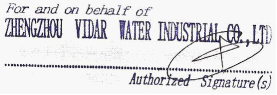 For and on behalf of
ZHENGZHOU VIDAR WATER INDUSTRIAL CO., LTD
Authorized Signature(s)